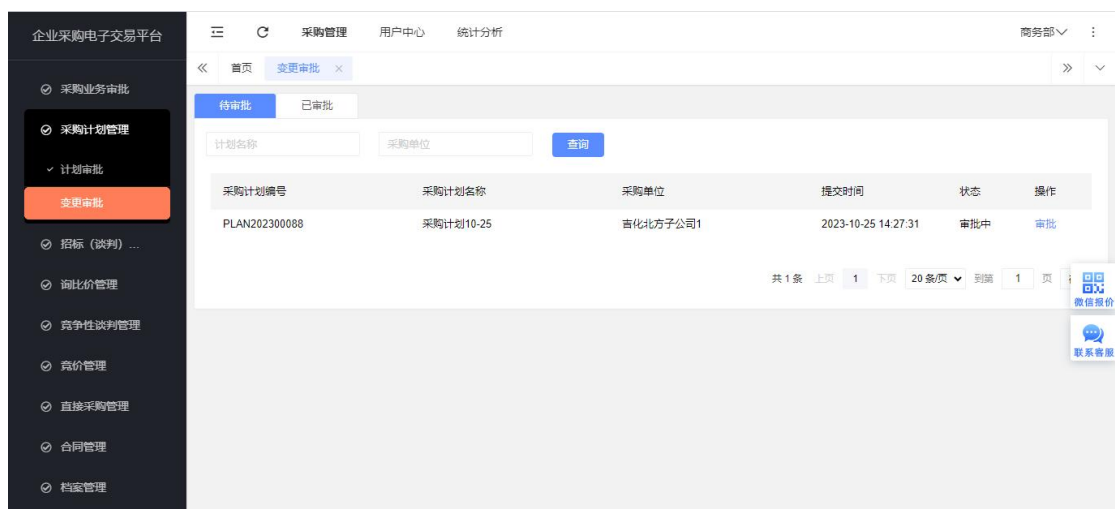 企业采购电子交易平台
采购管理 用户中心 统计分析 商务部
首页 变更审批
采购业务审批
采购计划管理
计划审批
变更审批
招标（谈判）...
询比价管理
竞争性谈判管理
竞价管理
直接采购管理
合同管理
档案管理
待审批 已审批
计划名称 采购单位 查询
采购计划编号 采购计划名称 采购单位 提交时间 状态 操作
PLAN202300088 采购计划10-25 吉化北方子公司1 2023-10-25 14:27:31 审批中 审批
共1条 上页 1 下页 20条/页 到第 1 页
微信报价
联系客服